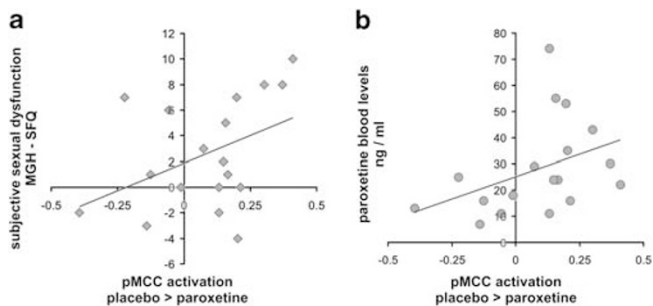 a
b
subjective sexual dysfunction
MGH - SFQ
12
10
8
6
4
2
0
-2
-4
-6
-0.5
-0.25
0
0.25
0.5
pMCC activation
placebo > paroxetine
paroxetine blood levels
ng / ml
80
70
60
50
40
30
20
10
0
-0.5
-0.25
0
0.25
0.5
pMCC activation
placebo > paroxetine